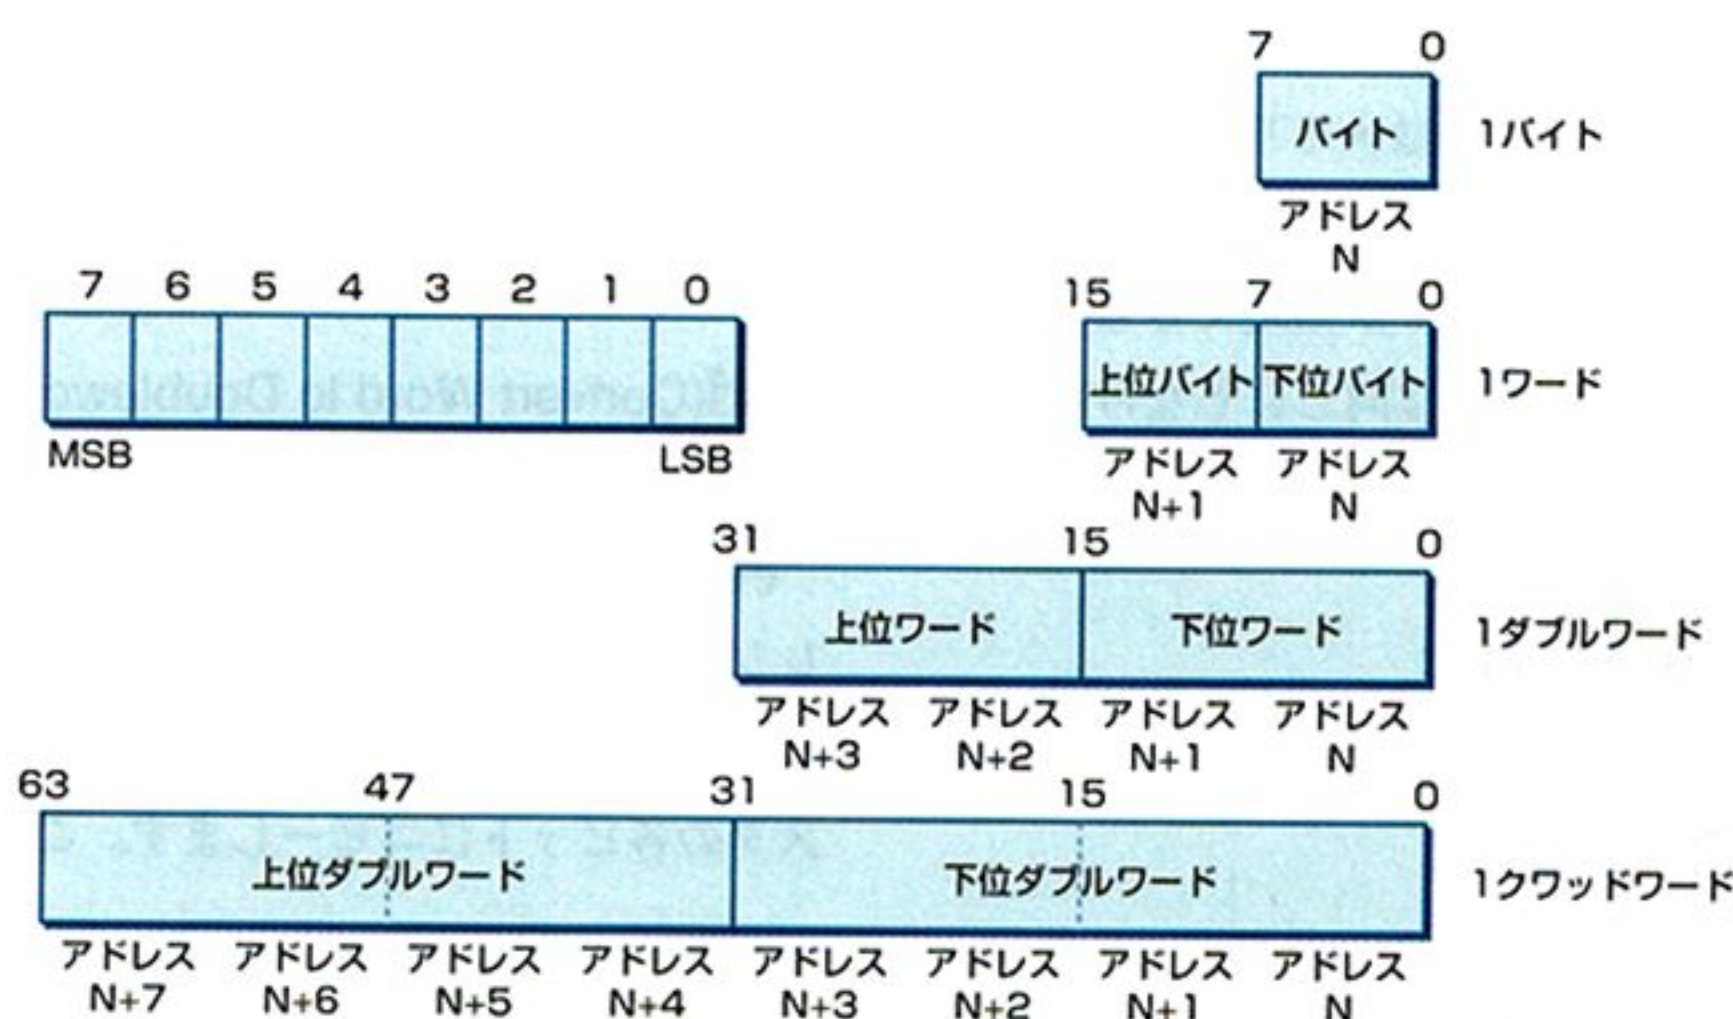 7 0
バイト 1バイト
アドレス
N
7 6 5 4 3 2 1 0
MSB LSB
15 7 0
上位バイト 下位バイト 1ワード
アドレス アドレス
N+1 N
31 15 0
上位ワード 下位ワード 1ダブルワード
アドレス アドレス アドレス アドレス
N+3 N+2 N+1 N
63 47 31 15 0
上位ダブルワード 下位ダブルワード 1クワッドワード
アドレス アドレス アドレス アドレス アドレス アドレス アドレス アドレス
N+7 N+6 N+5 N+4 N+3 N+2 N+1 N